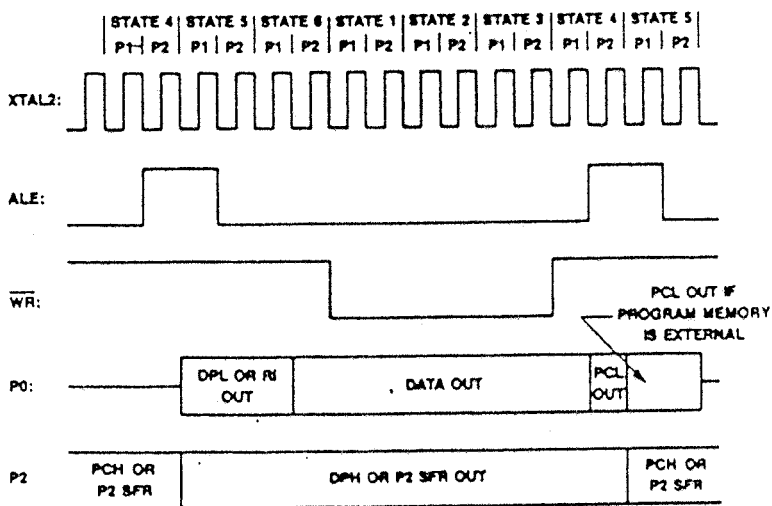 STATE 4 | STATE 5 | STATE 6 | STATE 1 | STATE 2 | STATE 3 | STATE 4 | STATE 5
P1 | P2 | P1 | P2 | P1 | P2 | P1 | P2 | P1 | P2 | P1 | P2 | P1 | P2 | P1 | P2
XTAL2:
ALE:
WR:
PCL OUT IF
PROGRAM MEMORY
IS EXTERNAL
P0:
DPL OR RI
OUT
DATA OUT
PCL
OUT
P2
PCH OR
P2 SFR
DPH OR P2 SFR OUT
PCH OR
P2 SFR